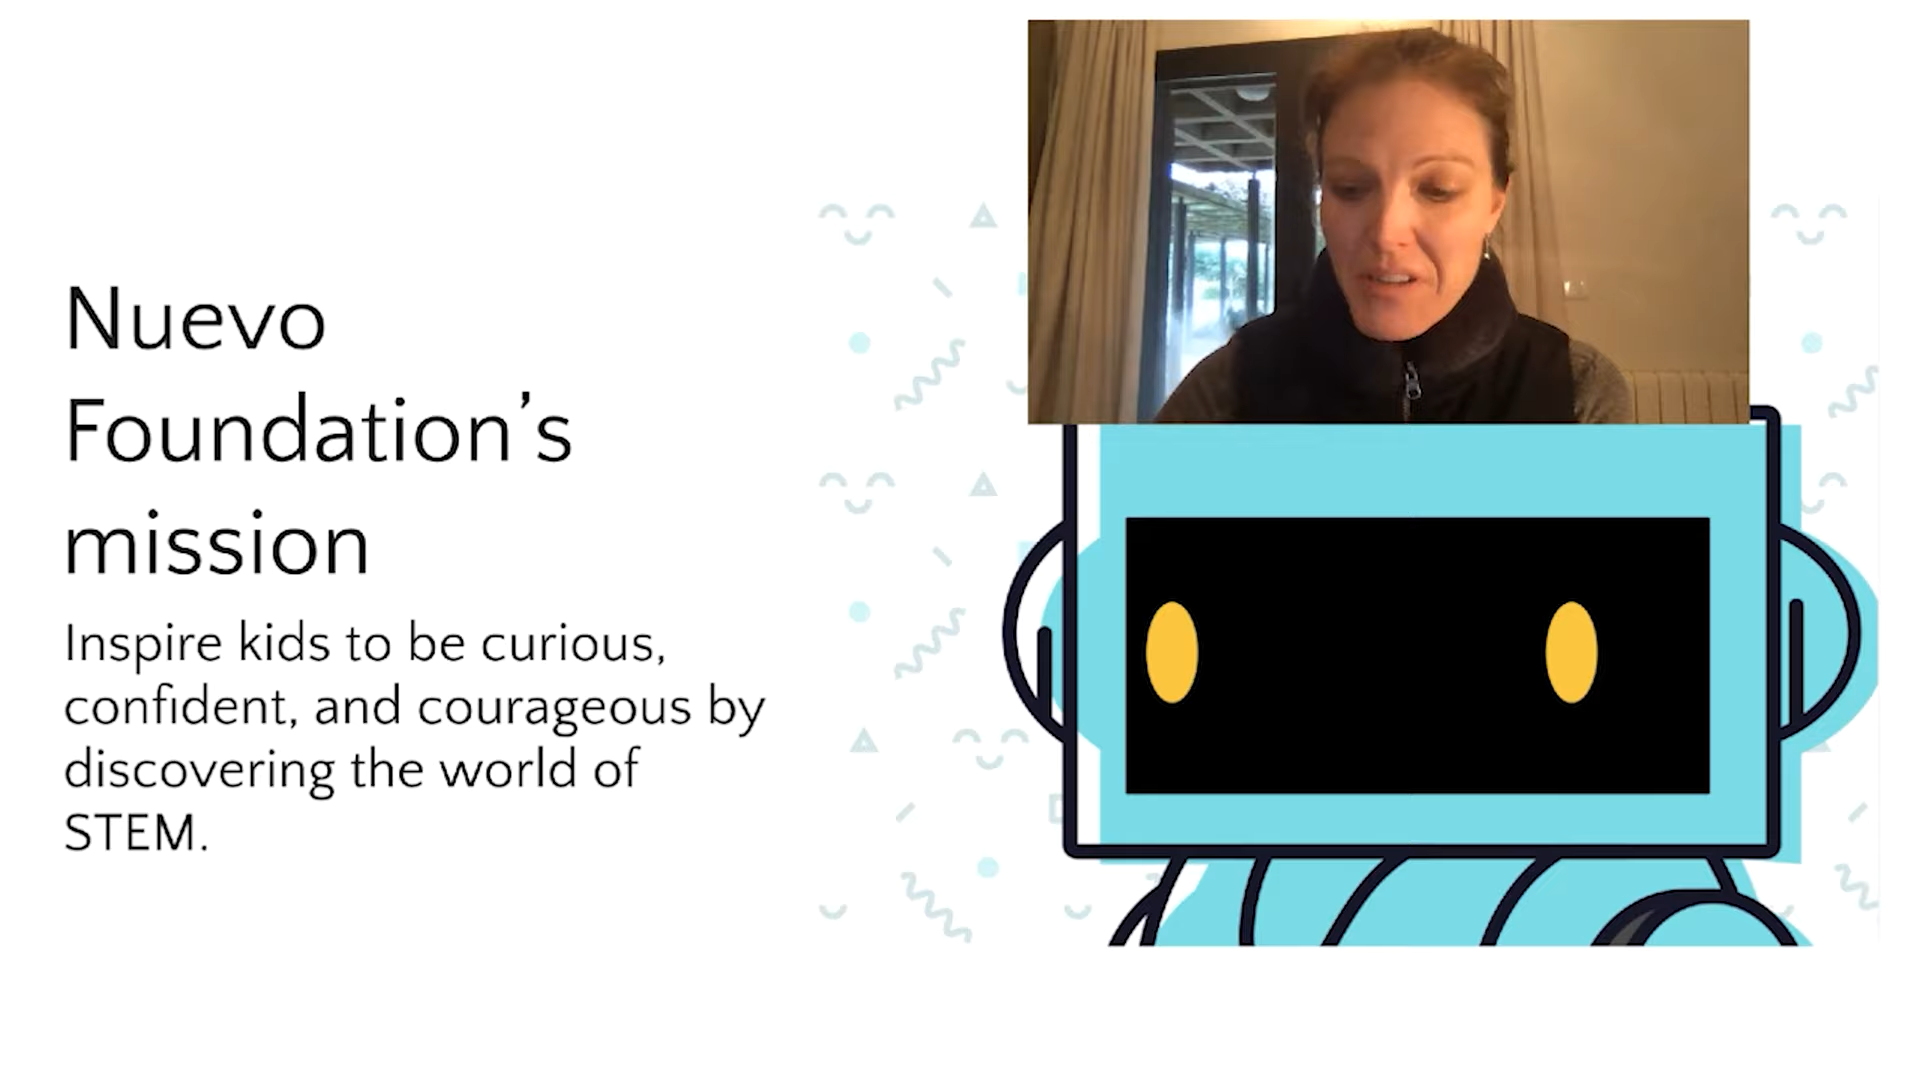 Nuevo
Foundation’s
mission
Inspire kids to be curious,
confident, and courageous by
discovering the world of
STEM.